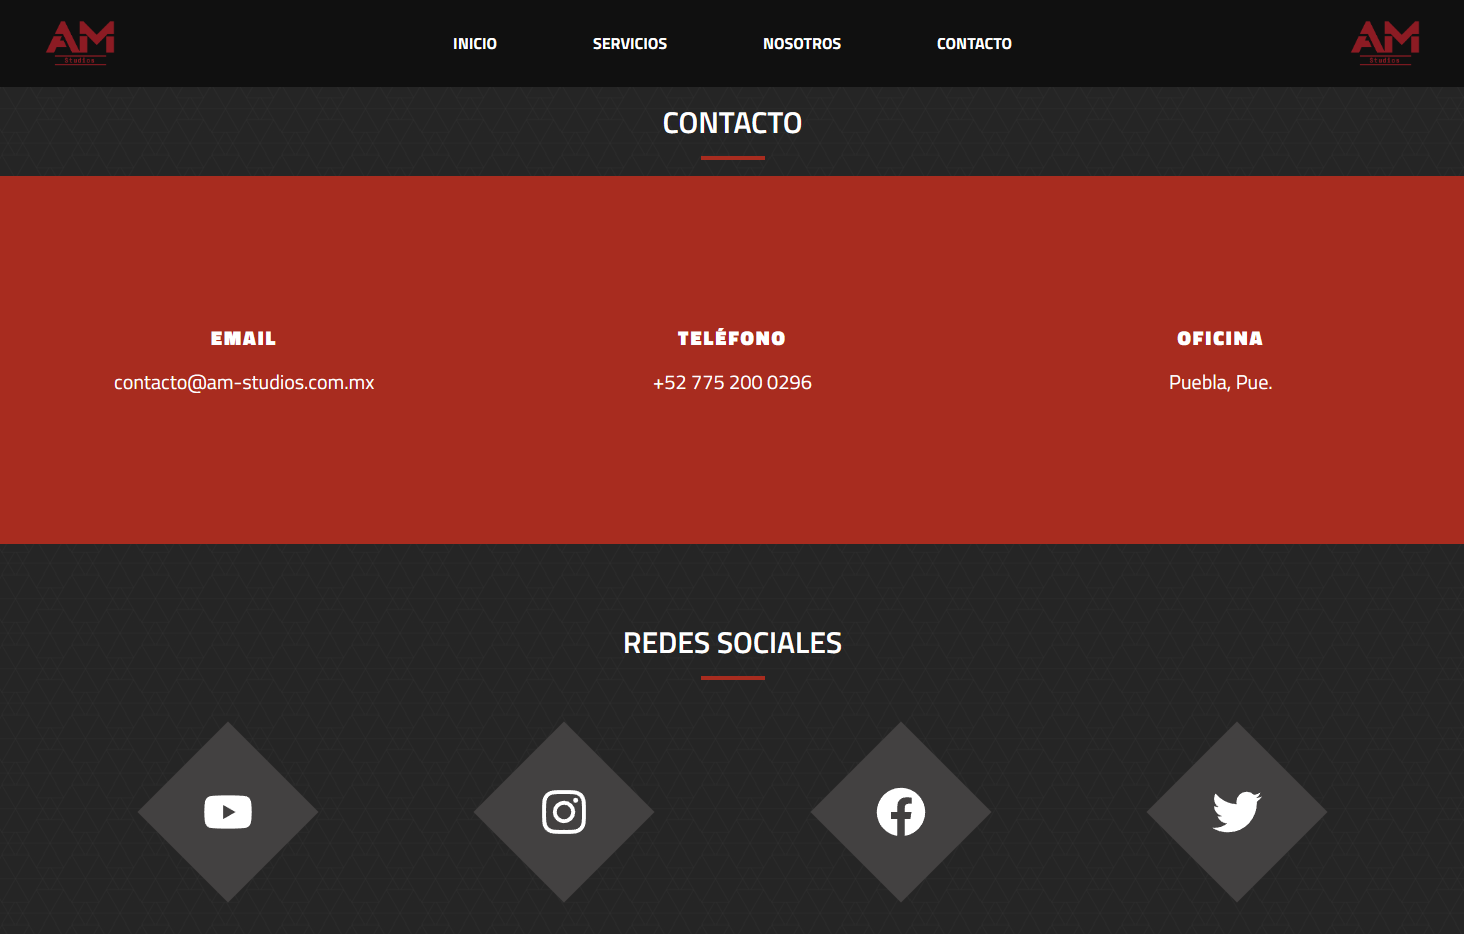 AM
Studios
INICIO
SERVICIOS
NOSOTROS
CONTACTO
AM
Studios
CONTACTO
EMAIL
contacto@am-studios.com.mx
TELÉFONO
+52 775 200 0296
OFICINA
Puebla, Pue.
REDES SOCIALES